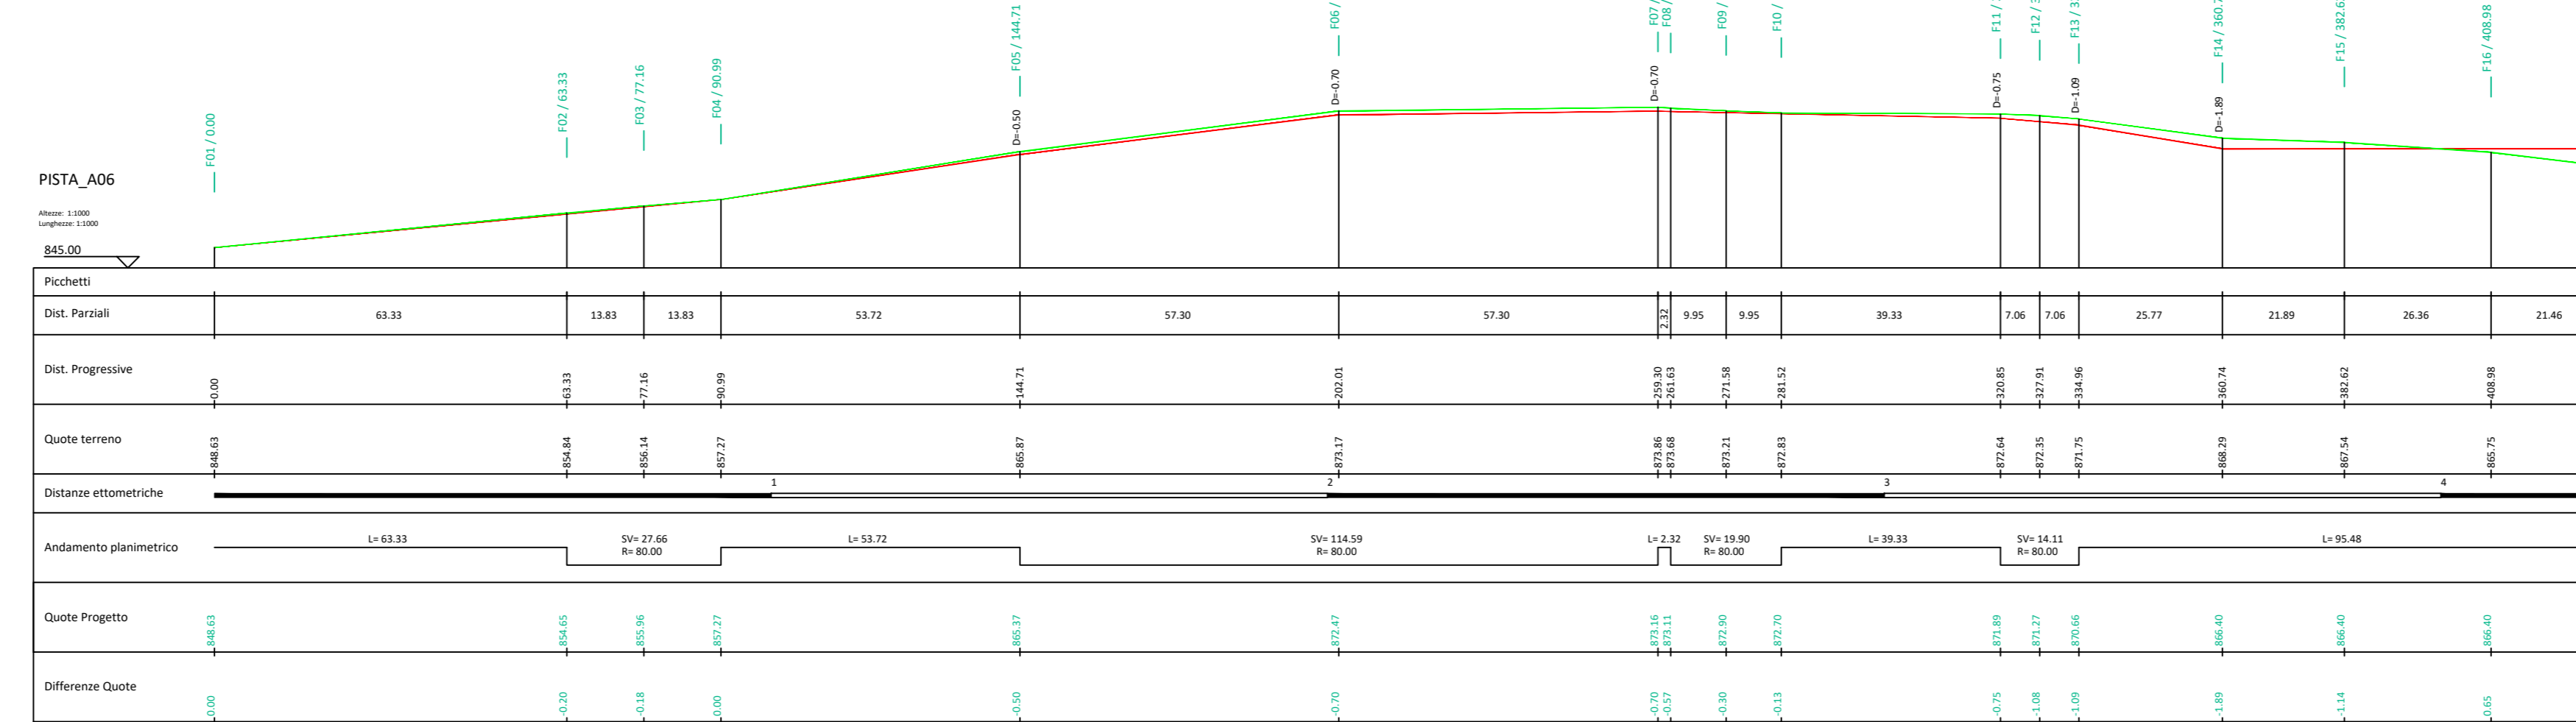 F01 / 0.00
F02 / 63.33
F03 / 77.16
F04 / 90.99
F05 / 144.71
F06 /
F07 /
F08 /
F09 /
F10 /
F11 /
F12 /
F13 /
F14 / 360.
F15 / 382.6
F16 / 408.98
D=-0.50
D=-0.70
D=-0.70
D=-0.75
D=-1.09
D=-1.89
PISTA_A06
Altezze: 1:1000
Lunghezze: 1:1000
845.00
Picchetti
Dist. Parziali 63.33 13.83 13.83 53.72 57.30 57.30 2.32 9.95 9.95 39.33 7.06 7.06 25.77 21.89 26.36 21.46
Dist. Progressive 0.00 63.33 77.16 90.99 144.71 202.01 259.30 261.63 271.58 281.52 320.85 327.91 334.96 360.74 382.62 408.98
Quote terreno 848.63 854.84 856.14 857.27 865.87 873.17 873.86 873.68 873.21 872.83 872.64 872.35 871.75 868.29 867.54 865.75
Distanze ettometriche 1 2 3 4
Andamento planimetrico L= 63.33 SV= 27.66 L= 53.72 SV= 114.59 L= 2.32 SV= 19.90 L= 39.33 SV= 14.11 L= 95.48
R= 80.00 R= 80.00 R= 80.00 R= 80.00
Quote Progetto 848.63 854.65 855.96 857.27 865.37 872.47 873.16 873.11 872.90 872.70 871.89 871.27 870.66 866.40 866.40 866.40
Differenze Quote 0.00 -0.20 -0.18 0.00 -0.50 -0.70 -0.70 -0.57 -0.30 -0.13 -0.75 -1.08 -1.09 -1.89 -1.14 0.65